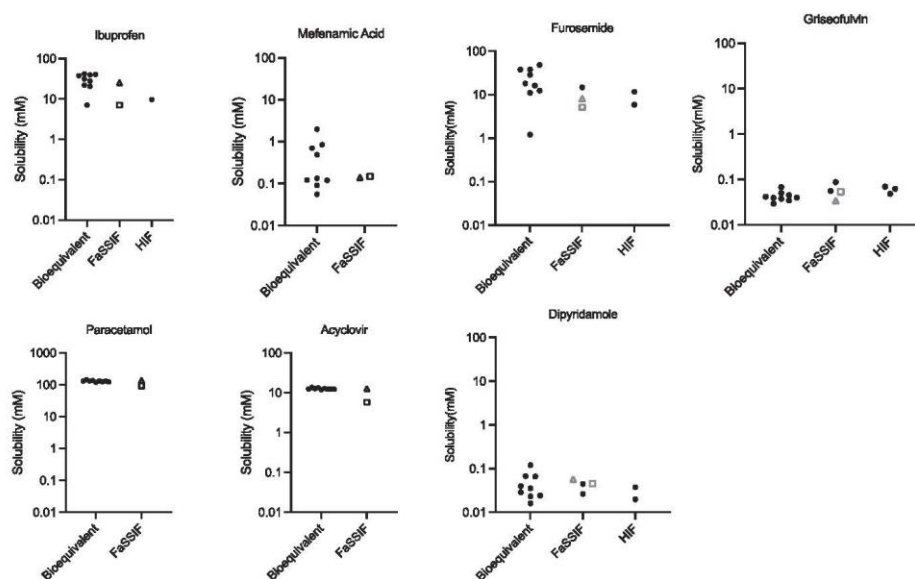 Ibuprofen
Solubility (mM)
100
10
1
0.1
0.01
Bioequivalent
FaSSIF
HIF
Mefenamic Acid
Solubility (mM)
100
10
1
0.1
0.01
Bioequivalent
FaSSIF
Furosemide
Solubility(mM)
100
10
1
0.1
0.01
Bioequivalent
FaSSIF
HIF
Griseofulvin
Solubility(mM)
100
10
1
0.1
0.01
Bioequivalent
FaSSIF
HIF
Paracetamol
Solubility (mM)
1000
100
10
1
0.1
0.01
Bioequivalent
FaSSIF
Acyclovir
Solubility (mM)
100
10
1
0.1
0.01
Bioequivalent
FaSSIF
Dipyridamole
Solubility(mM)
100
10
1
0.1
0.01
Bioequivalent
FaSSIF
HIF